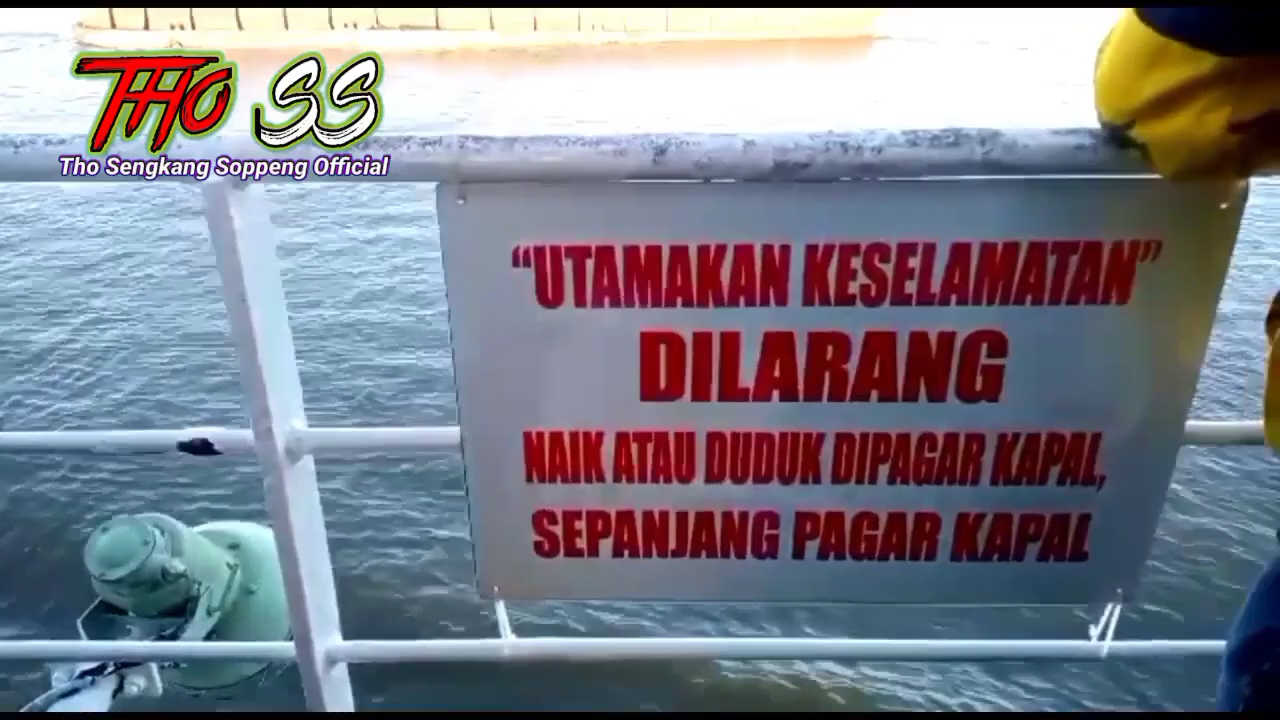 THO SS
Tho Sengkang Soppeng Official
“UTAMAKAN KESELAMATAN”
DILARANG
NAIK ATAU DUDUK DIPAGAR KAPAL,
SEPANJANG PAGAR KAPAL